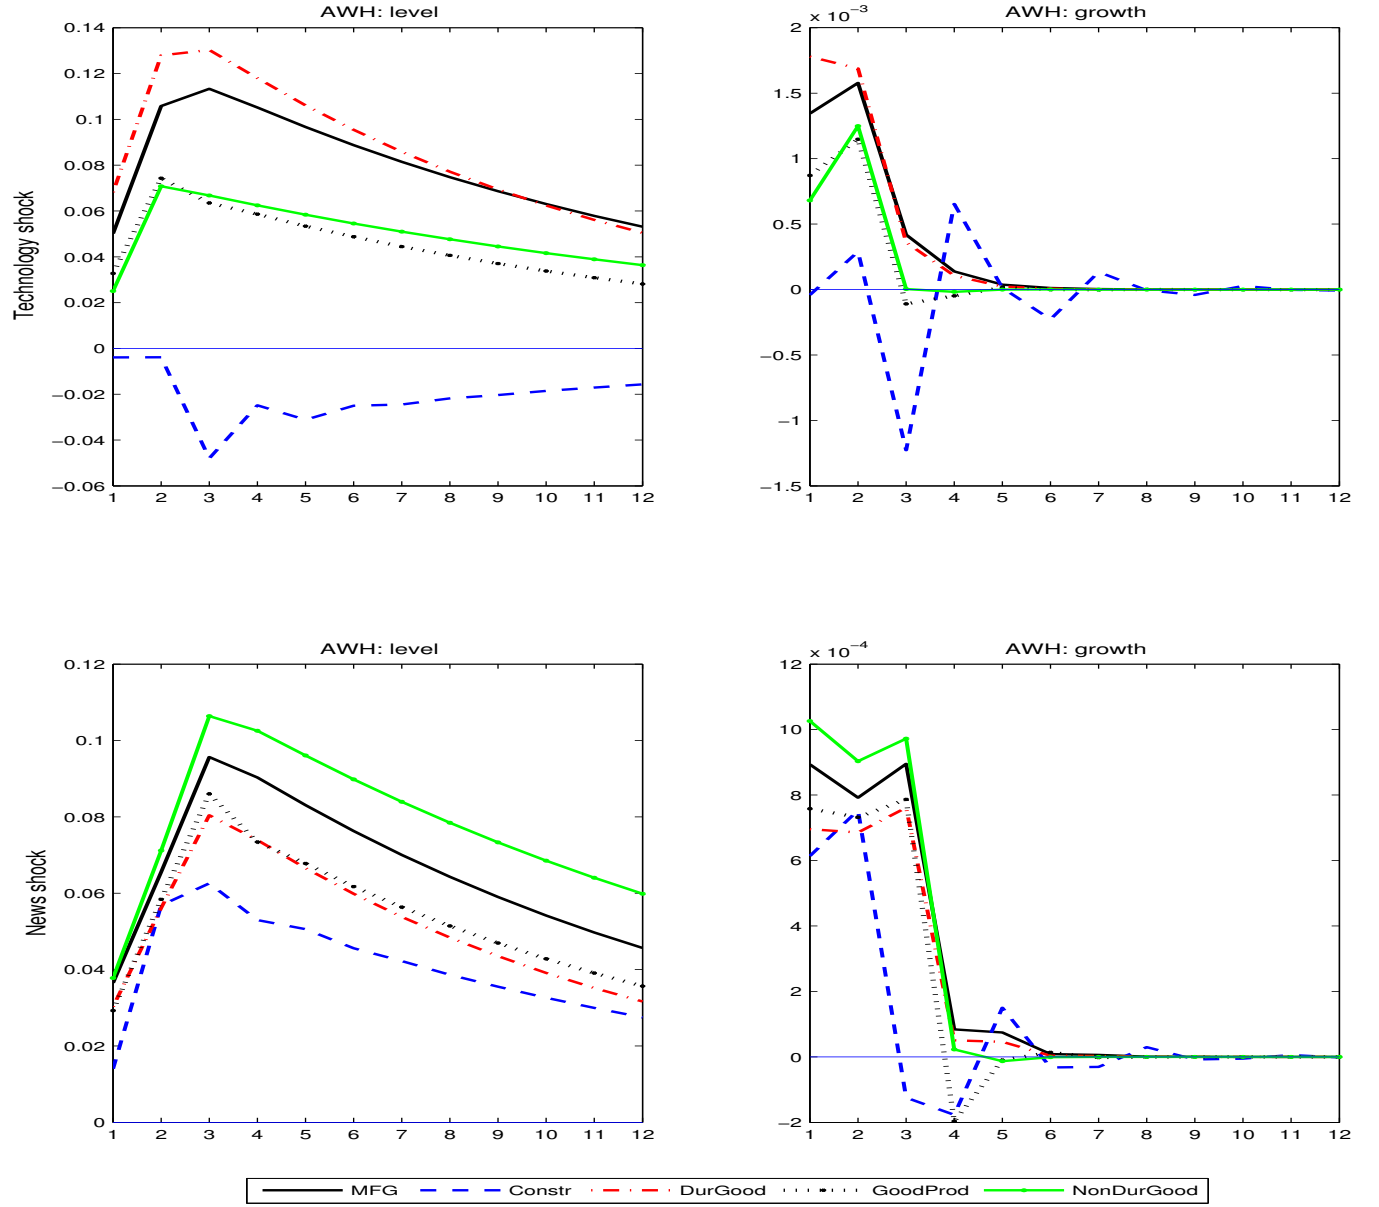 AWH: level
0.14
0.12
0.1
0.08
0.06
0.04
0.02
0
−0.02
−0.04
−0.06
1 2 3 4 5 6 7 8 9 10 11 12
Technology shock
AWH: growth
x 10−3
2
1.5
1
0.5
0
−0.5
−1
−1.5
1 2 3 4 5 6 7 8 9 10 11 12
AWH: level
0.12
0.1
0.08
0.06
0.04
0.02
0
1 2 3 4 5 6 7 8 9 10 11 12
News shock
AWH: growth
x 10−4
12
10
8
6
4
2
0
−2
1 2 3 4 5 6 7 8 9 10 11 12
MFG Constr DurGood GoodProd NonDurGood